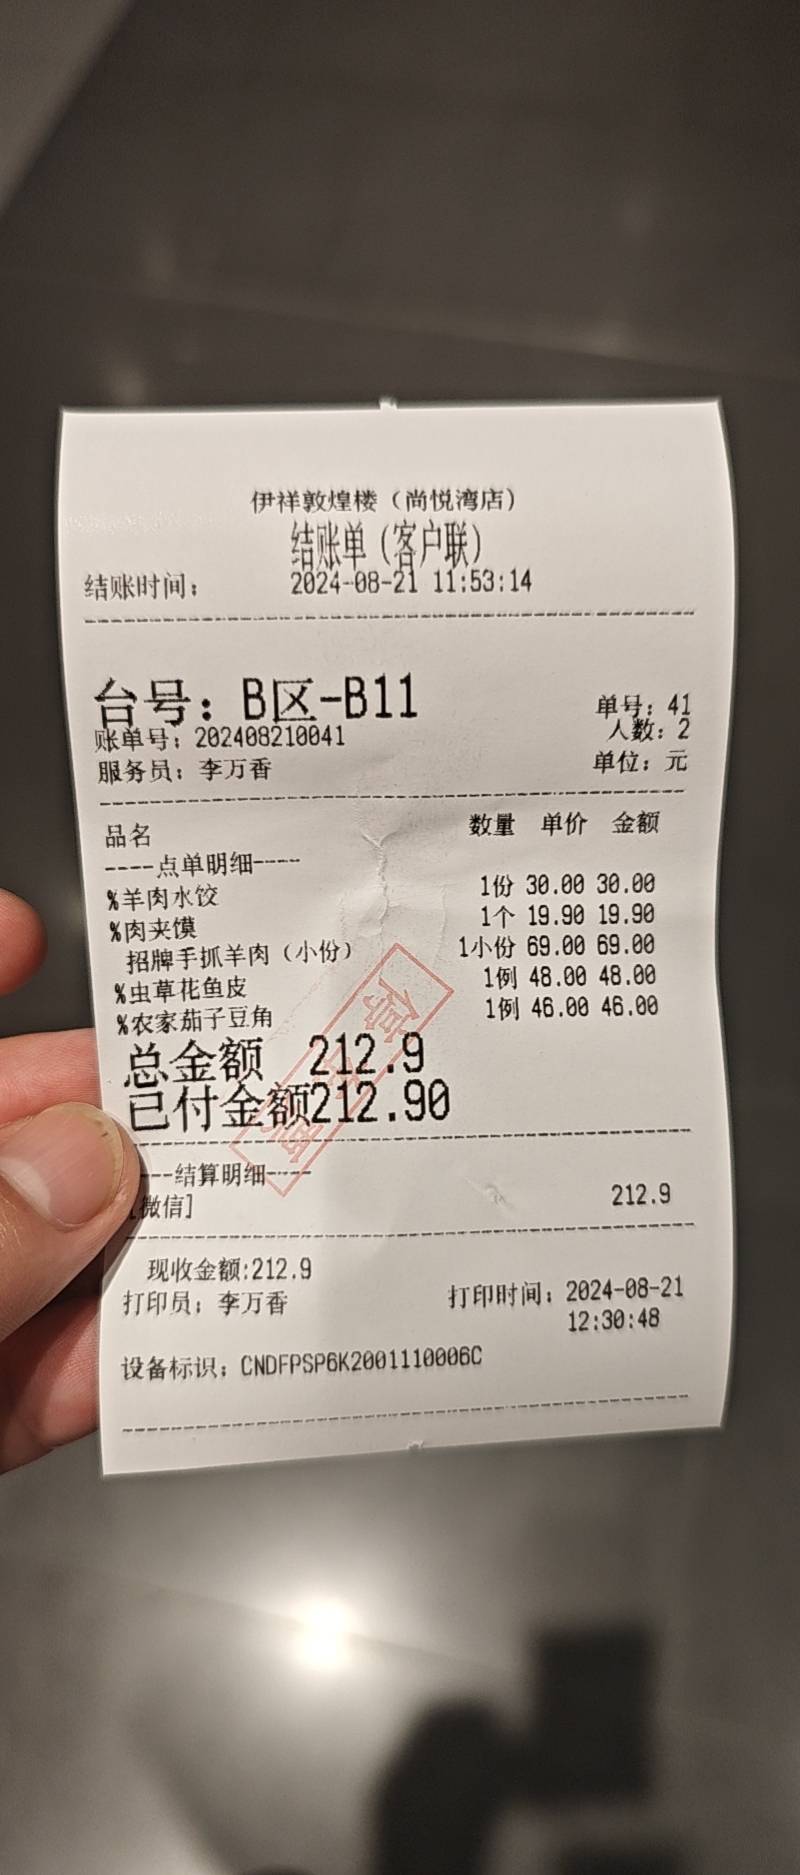 伊祥敦煌楼（尚悦湾店）
结账单（客户联）
结账时间： 2024-08-21 11:53:14
台号：B区-B11 单号：41
账单号：202408210041 人数：2
服务员：李万香 单位：元
品名 数量 单价 金额
----点单明细----
%羊肉水饺 1份 30.00 30.00
%肉夹馍 1个 19.90 19.90
招牌手抓羊肉（小份） 1小份 69.00 69.00
%虫草花鱼皮 1例 48.00 48.00
%农家茄子豆角 1例 46.00 46.00
总金额 212.9
已付金额212.90
---结算明细----
[微信] 212.9
现收金额:212.9
打印员：李万香 打印时间：2024-08-21
12:30:48
设备标识：CNDFPSP6K2001110006C